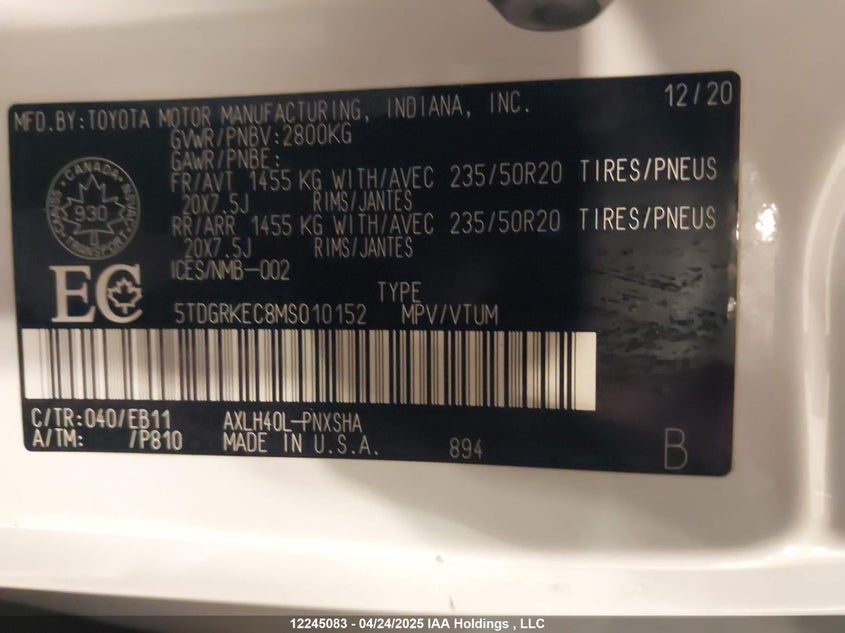 12/20
MFD.BY:TOYOTA MOTOR MANUFACTURING, INDIANA, INC.
GVWR/PNBV:2800KG
GAWR/PNBE:
FR/AVT 1455 KG WITH/AVEC 235/50R20 TIRES/PNEUS
20X7.5J RIMS/JANTES
RR/ARR 1455 KG WITH/AVEC 235/50R20 TIRES/PNEUS
20X7.5J RIMS/JANTES
ICES/NMB-002
CANADA
930
TRANSPORT
EC
TYPE
5TDGRKEC8MS010152 MPV/VTUM
C/TR:040/EB11 AXLH40L-PNXSHA
A/TM: /P810 MADE IN U.S.A. 894
B
12245083 - 04/24/2025 IAA Holdings , LLC